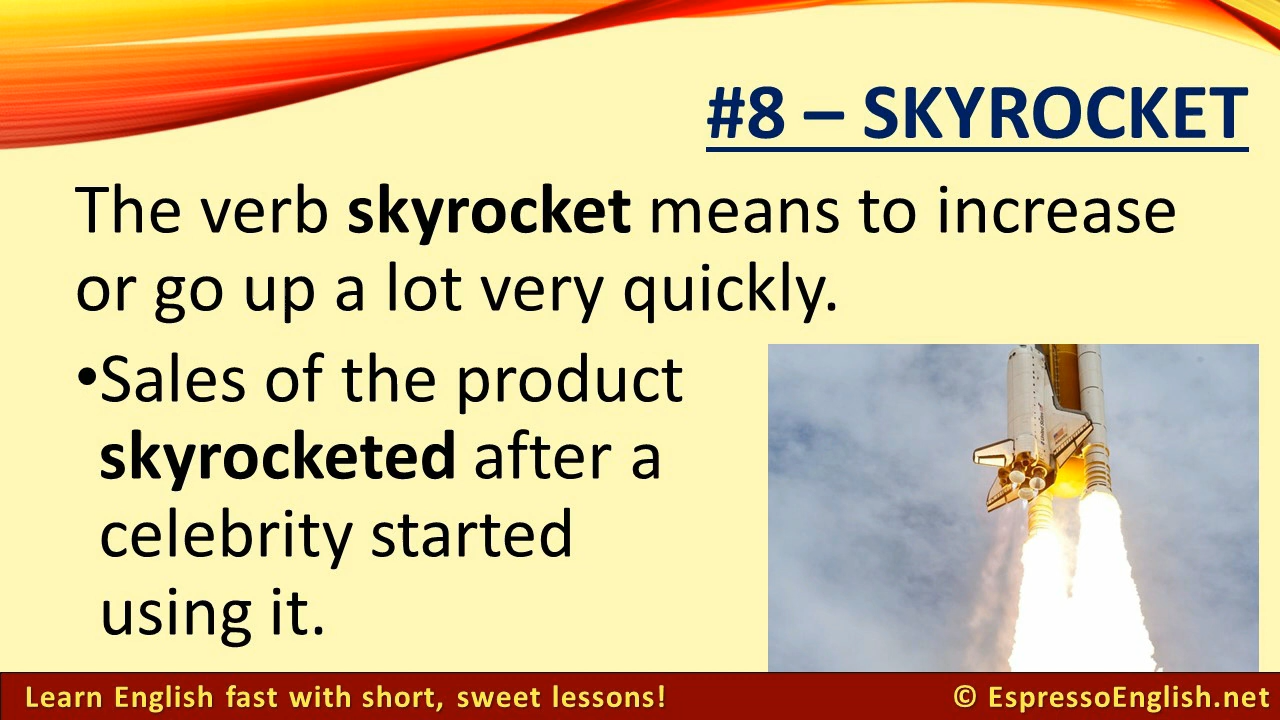 #8 – SKYROCKET
The verb skyrocket means to increase
or go up a lot very quickly.
•Sales of the product
skyrocketed after a
celebrity started
using it.
Learn English fast with short, sweet lessons!
© EspressoEnglish.net